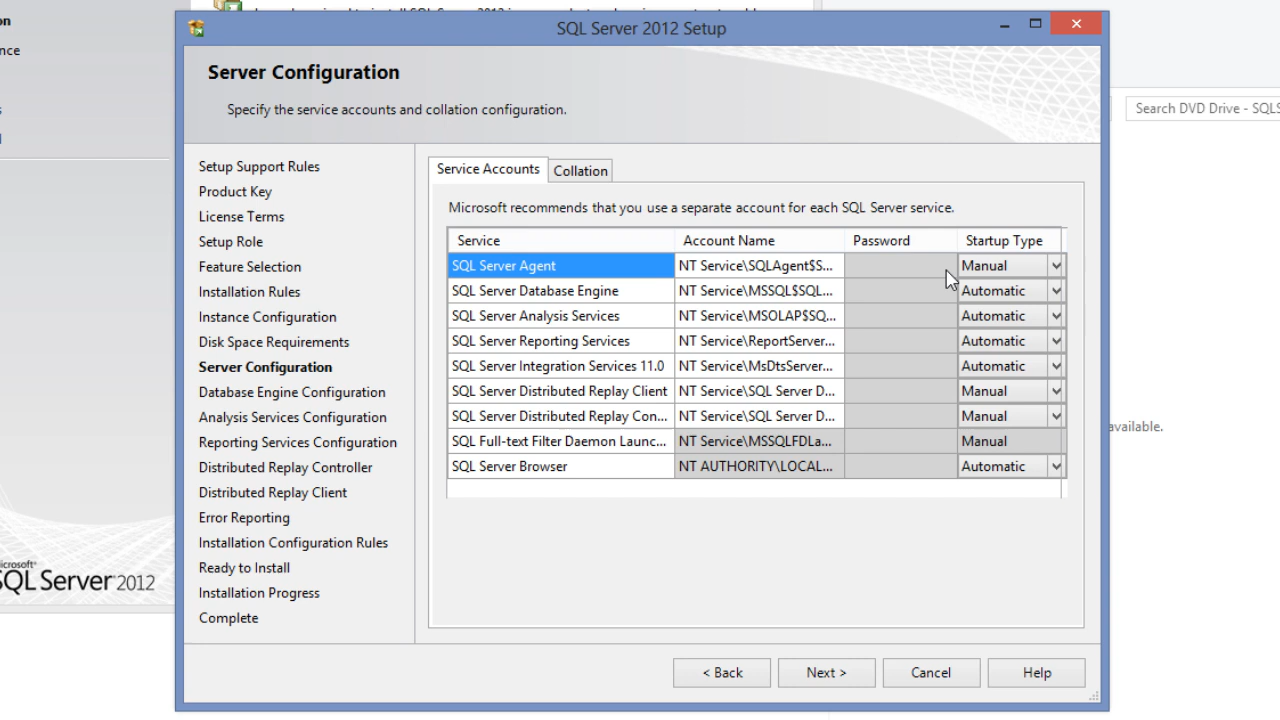 on
nce
SQL Server 2012 Setup
Server Configuration
Specify the service accounts and collation configuration.
Search DVD Drive - SQLS
Setup Support Rules
Product Key
License Terms
Setup Role
Feature Selection
Installation Rules
Instance Configuration
Disk Space Requirements
Server Configuration
Database Engine Configuration
Analysis Services Configuration
Reporting Services Configuration
Distributed Replay Controller
Distributed Replay Client
Error Reporting
Installation Configuration Rules
Ready to Install
Installation Progress
Complete
Service Accounts Collation
Microsoft recommends that you use a separate account for each SQL Server service.
Service Account Name Password Startup Type
SQL Server Agent NT Service\SQLAgent$S... Manual
SQL Server Database Engine NT Service\MSSQL$SQL... Automatic
SQL Server Analysis Services NT Service\MSOLAP$SQ... Automatic
SQL Server Reporting Services NT Service\ReportServer... Automatic
SQL Server Integration Services 11.0 NT Service\MsDtsServer... Automatic
SQL Server Distributed Replay Client NT Service\SQL Server D... Manual
SQL Server Distributed Replay Con... NT Service\SQL Server D... Manual
SQL Full-text Filter Daemon Launc... NT Service\MSSQLFDLa... Manual
SQL Server Browser NT AUTHORITY\LOCAL... Automatic
available.
icrosoft
SQL Server 2012
< Back Next > Cancel Help